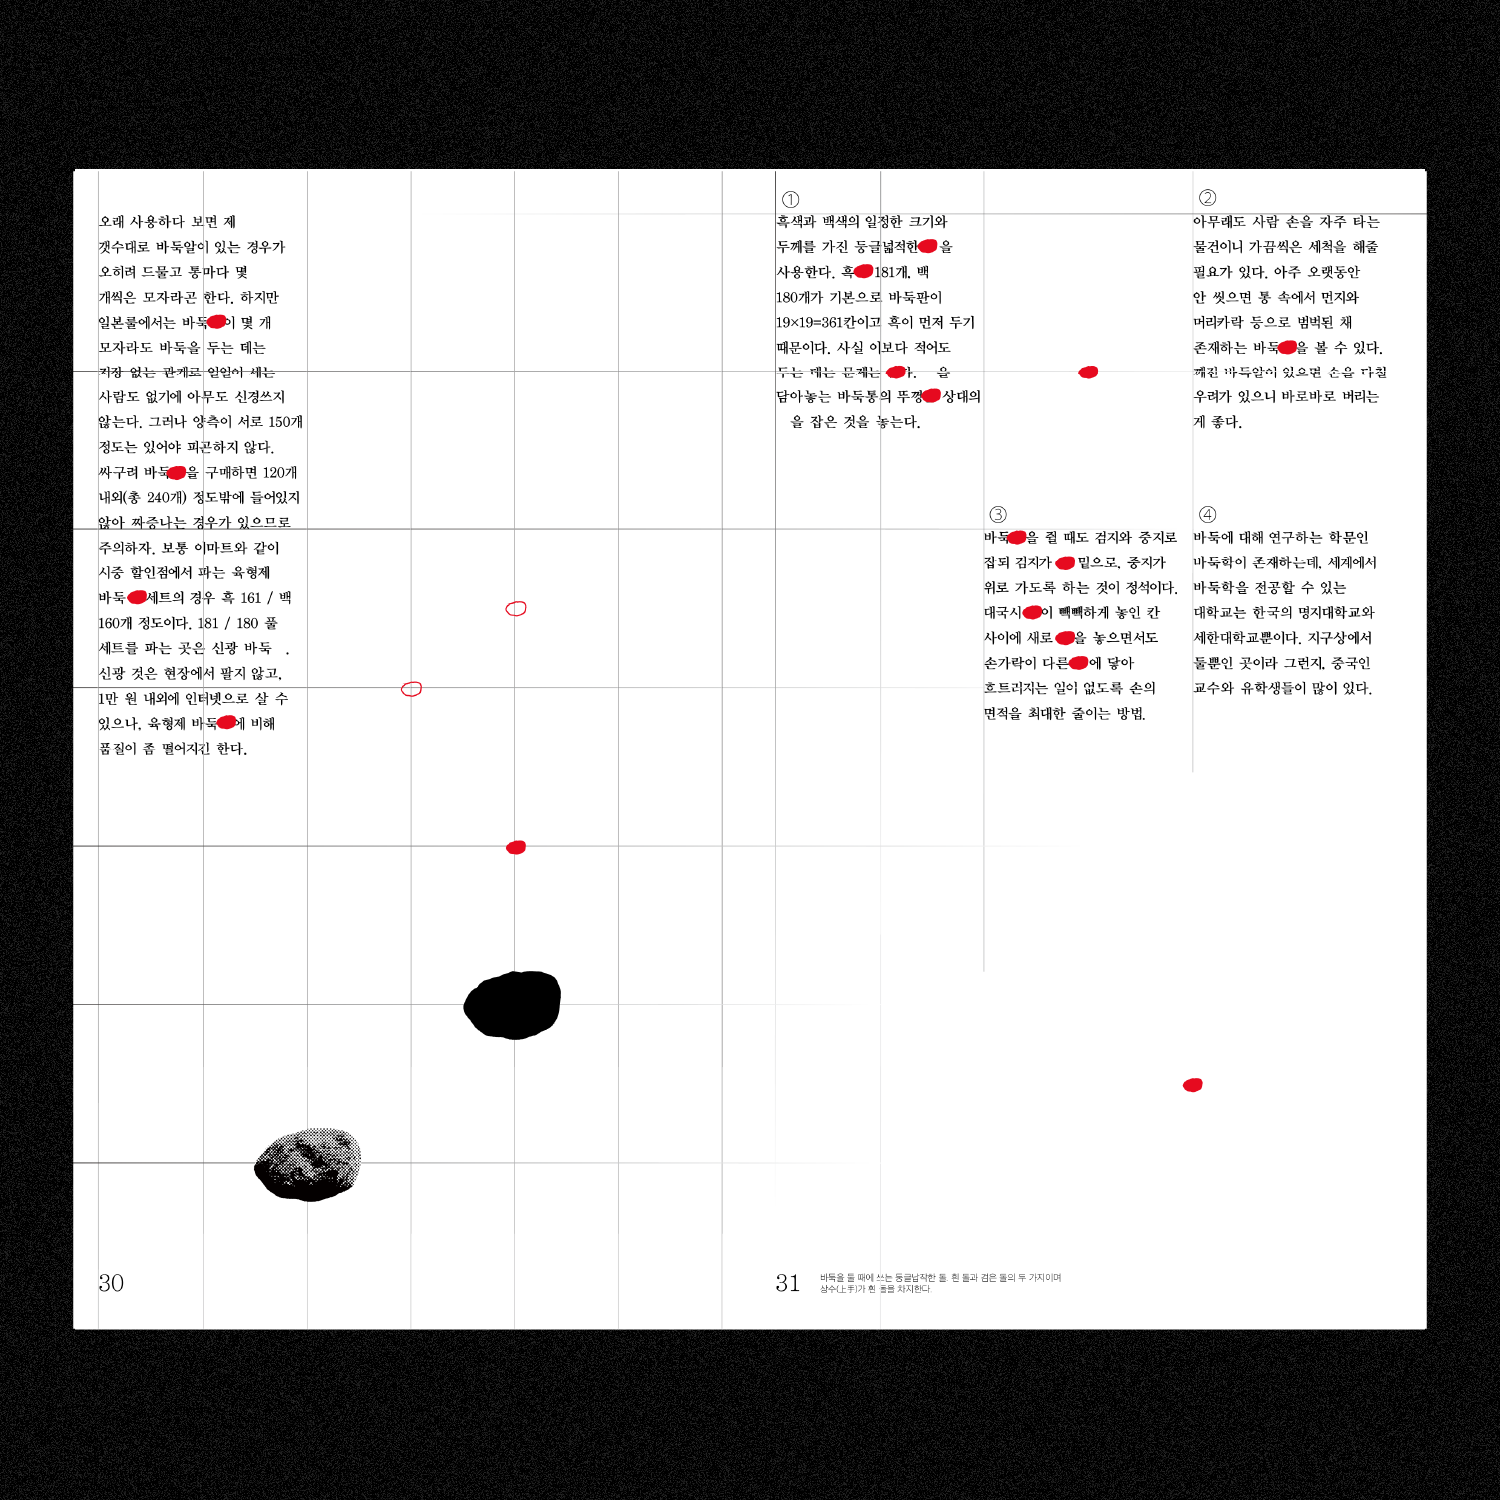 오래 사용하다 보면 제
갯수대로 바둑알이 있는 경우가
오히려 드물고 통마다 몇
개씩은 모자라곤 한다. 하지만
일본룰에서는 바둑 이 몇 개
모자라도 바둑을 두는 데는
지장 없는 관계로 일일이 세는
사람도 없기에 아무도 신경쓰지
않는다. 그러나 양측이 서로 150개
정도는 있어야 피곤하지 않다.
싸구려 바둑 을 구매하면 120개
내외(총 240개) 정도밖에 들어있지
않아 짜증나는 경우가 있으므로
주의하자. 보통 이마트와 같이
시중 할인점에서 파는 육형제
바둑 세트의 경우 흑 161 / 백
160개 정도이다. 181 / 180 풀
세트를 파는 곳은 신광 바둑 .
신광 것은 현장에서 팔지 않고,
1만 원 내외에 인터넷으로 살 수
있으나, 육형제 바둑 에 비해
품질이 좀 떨어지긴 한다.
30
①
흑색과 백색의 일정한 크기와
두께를 가진 둥글넓적한 을
사용한다. 흑 181개, 백
180개가 기본으로 바둑판이
19×19=361칸이고 흑이 먼저 두기
때문이다. 사실 이보다 적어도
두는 데는 문제는 다. 을
담아놓는 바둑통의 뚜껑 상대의
을 잡은 것을 놓는다.
②
아무래도 사람 손을 자주 타는
물건이니 가끔씩은 세척을 해줄
필요가 있다. 아주 오랫동안
안 씻으면 통 속에서 먼지와
머리카락 등으로 범벅된 채
존재하는 바둑 을 볼 수 있다.
깨진 바둑알이 있으면 손을 다칠
우려가 있으니 바로바로 버리는
게 좋다.
③
바둑 을 쥘 때도 검지와 중지로
잡되 검지가 밑으로, 중지가
위로 가도록 하는 것이 정석이다.
대국시 이 빽빽하게 놓인 칸
사이에 새로 을 놓으면서도
손가락이 다른 에 닿아
흐트리지는 일이 없도록 손의
면적을 최대한 줄이는 방법.
④
바둑에 대해 연구하는 학문인
바둑학이 존재하는데, 세계에서
바둑학을 전공할 수 있는
대학교는 한국의 명지대학교와
세한대학교뿐이다. 지구상에서
둘뿐인 곳이라 그런지, 중국인
교수와 유학생들이 많이 있다.
31
바둑을 둘 때에 쓰는 둥글납작한 돌. 흰 돌과 검은 돌의 두 가지이며
상수(上手)가 흰 돌을 차지한다.